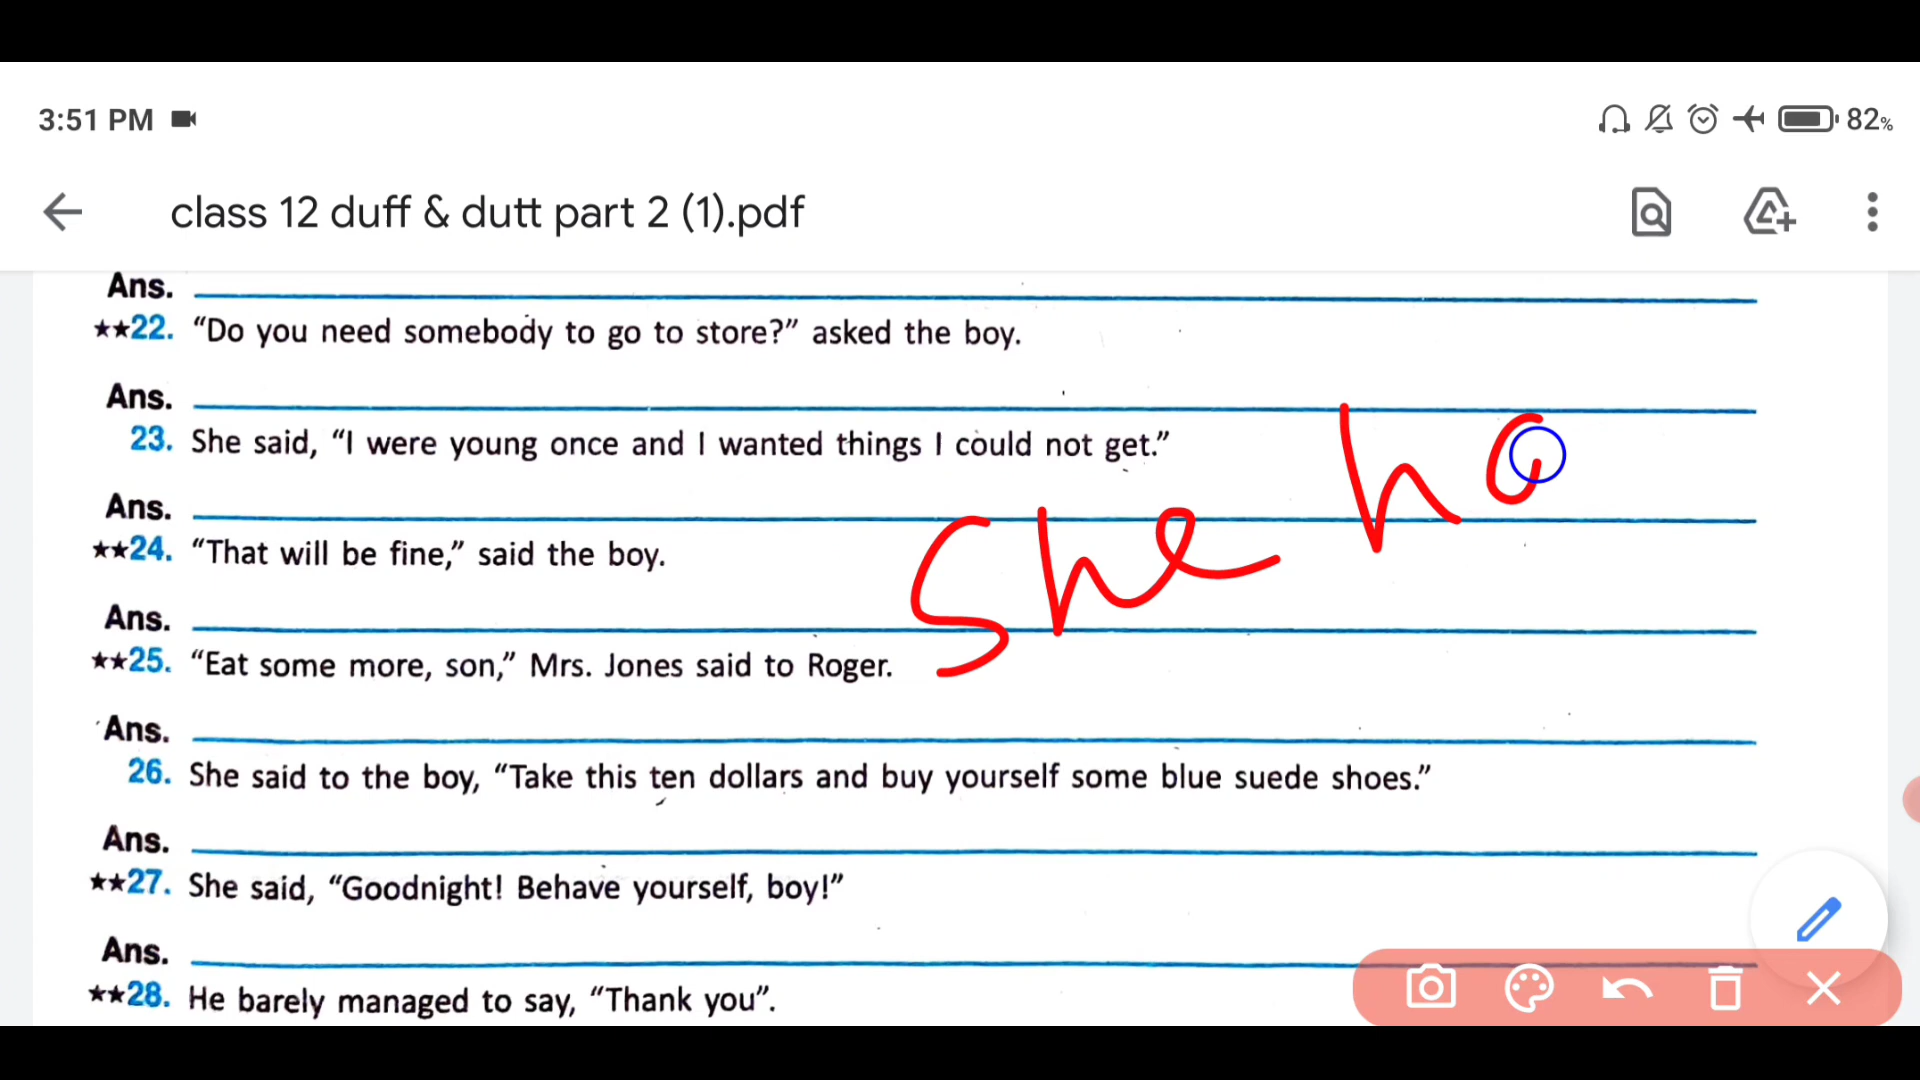 3:51 PM 82%
class 12 duff & dutt part 2 (1).pdf
Ans.
★★22. “Do you need somebody to go to store?” asked the boy.
Ans.
23. She said, “I were young once and I wanted things I could not get.”
Ans.
★★24. “That will be fine,” said the boy.
she ha
Ans.
★★25. “Eat some more, son,” Mrs. Jones said to Roger.
Ans.
26. She said to the boy, “Take this ten dollars and buy yourself some blue suede shoes.”
Ans.
★★27. She said, “Goodnight! Behave yourself, boy!”
Ans.
★★28. He barely managed to say, “Thank you”.